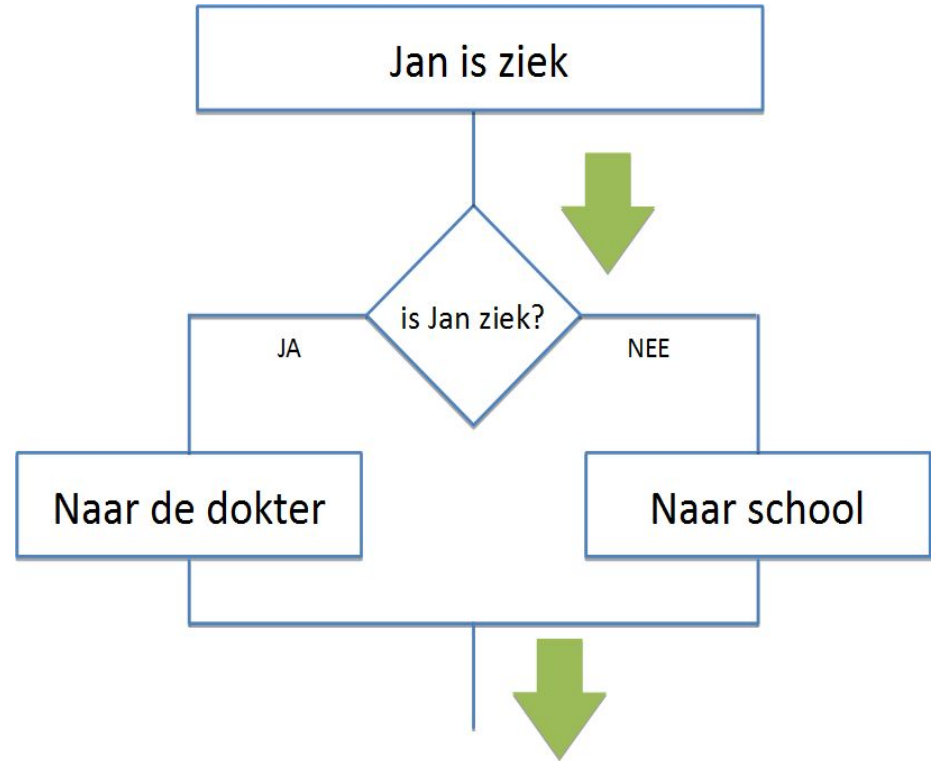 Jan is ziek
is Jan ziek?
JA
NEE
Naar de dokter
Naar school